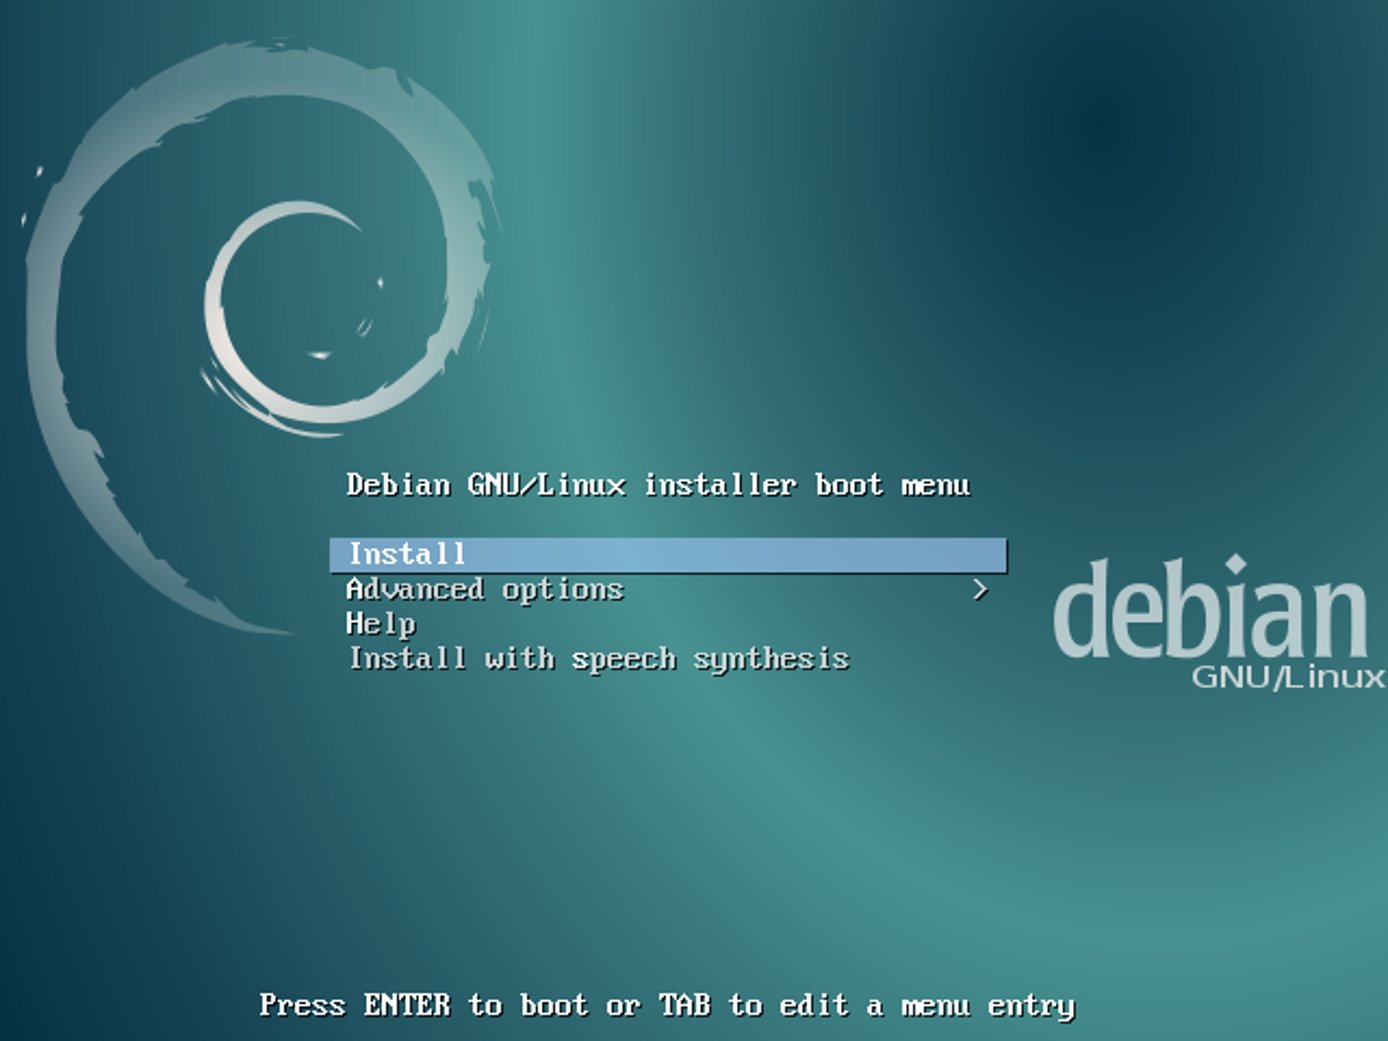 Debian GNU/Linux installer boot menu
Install
Advanced options >
Help
Install with speech synthesis
debian
GNU/Linux
Press ENTER to boot or TAB to edit a menu entry